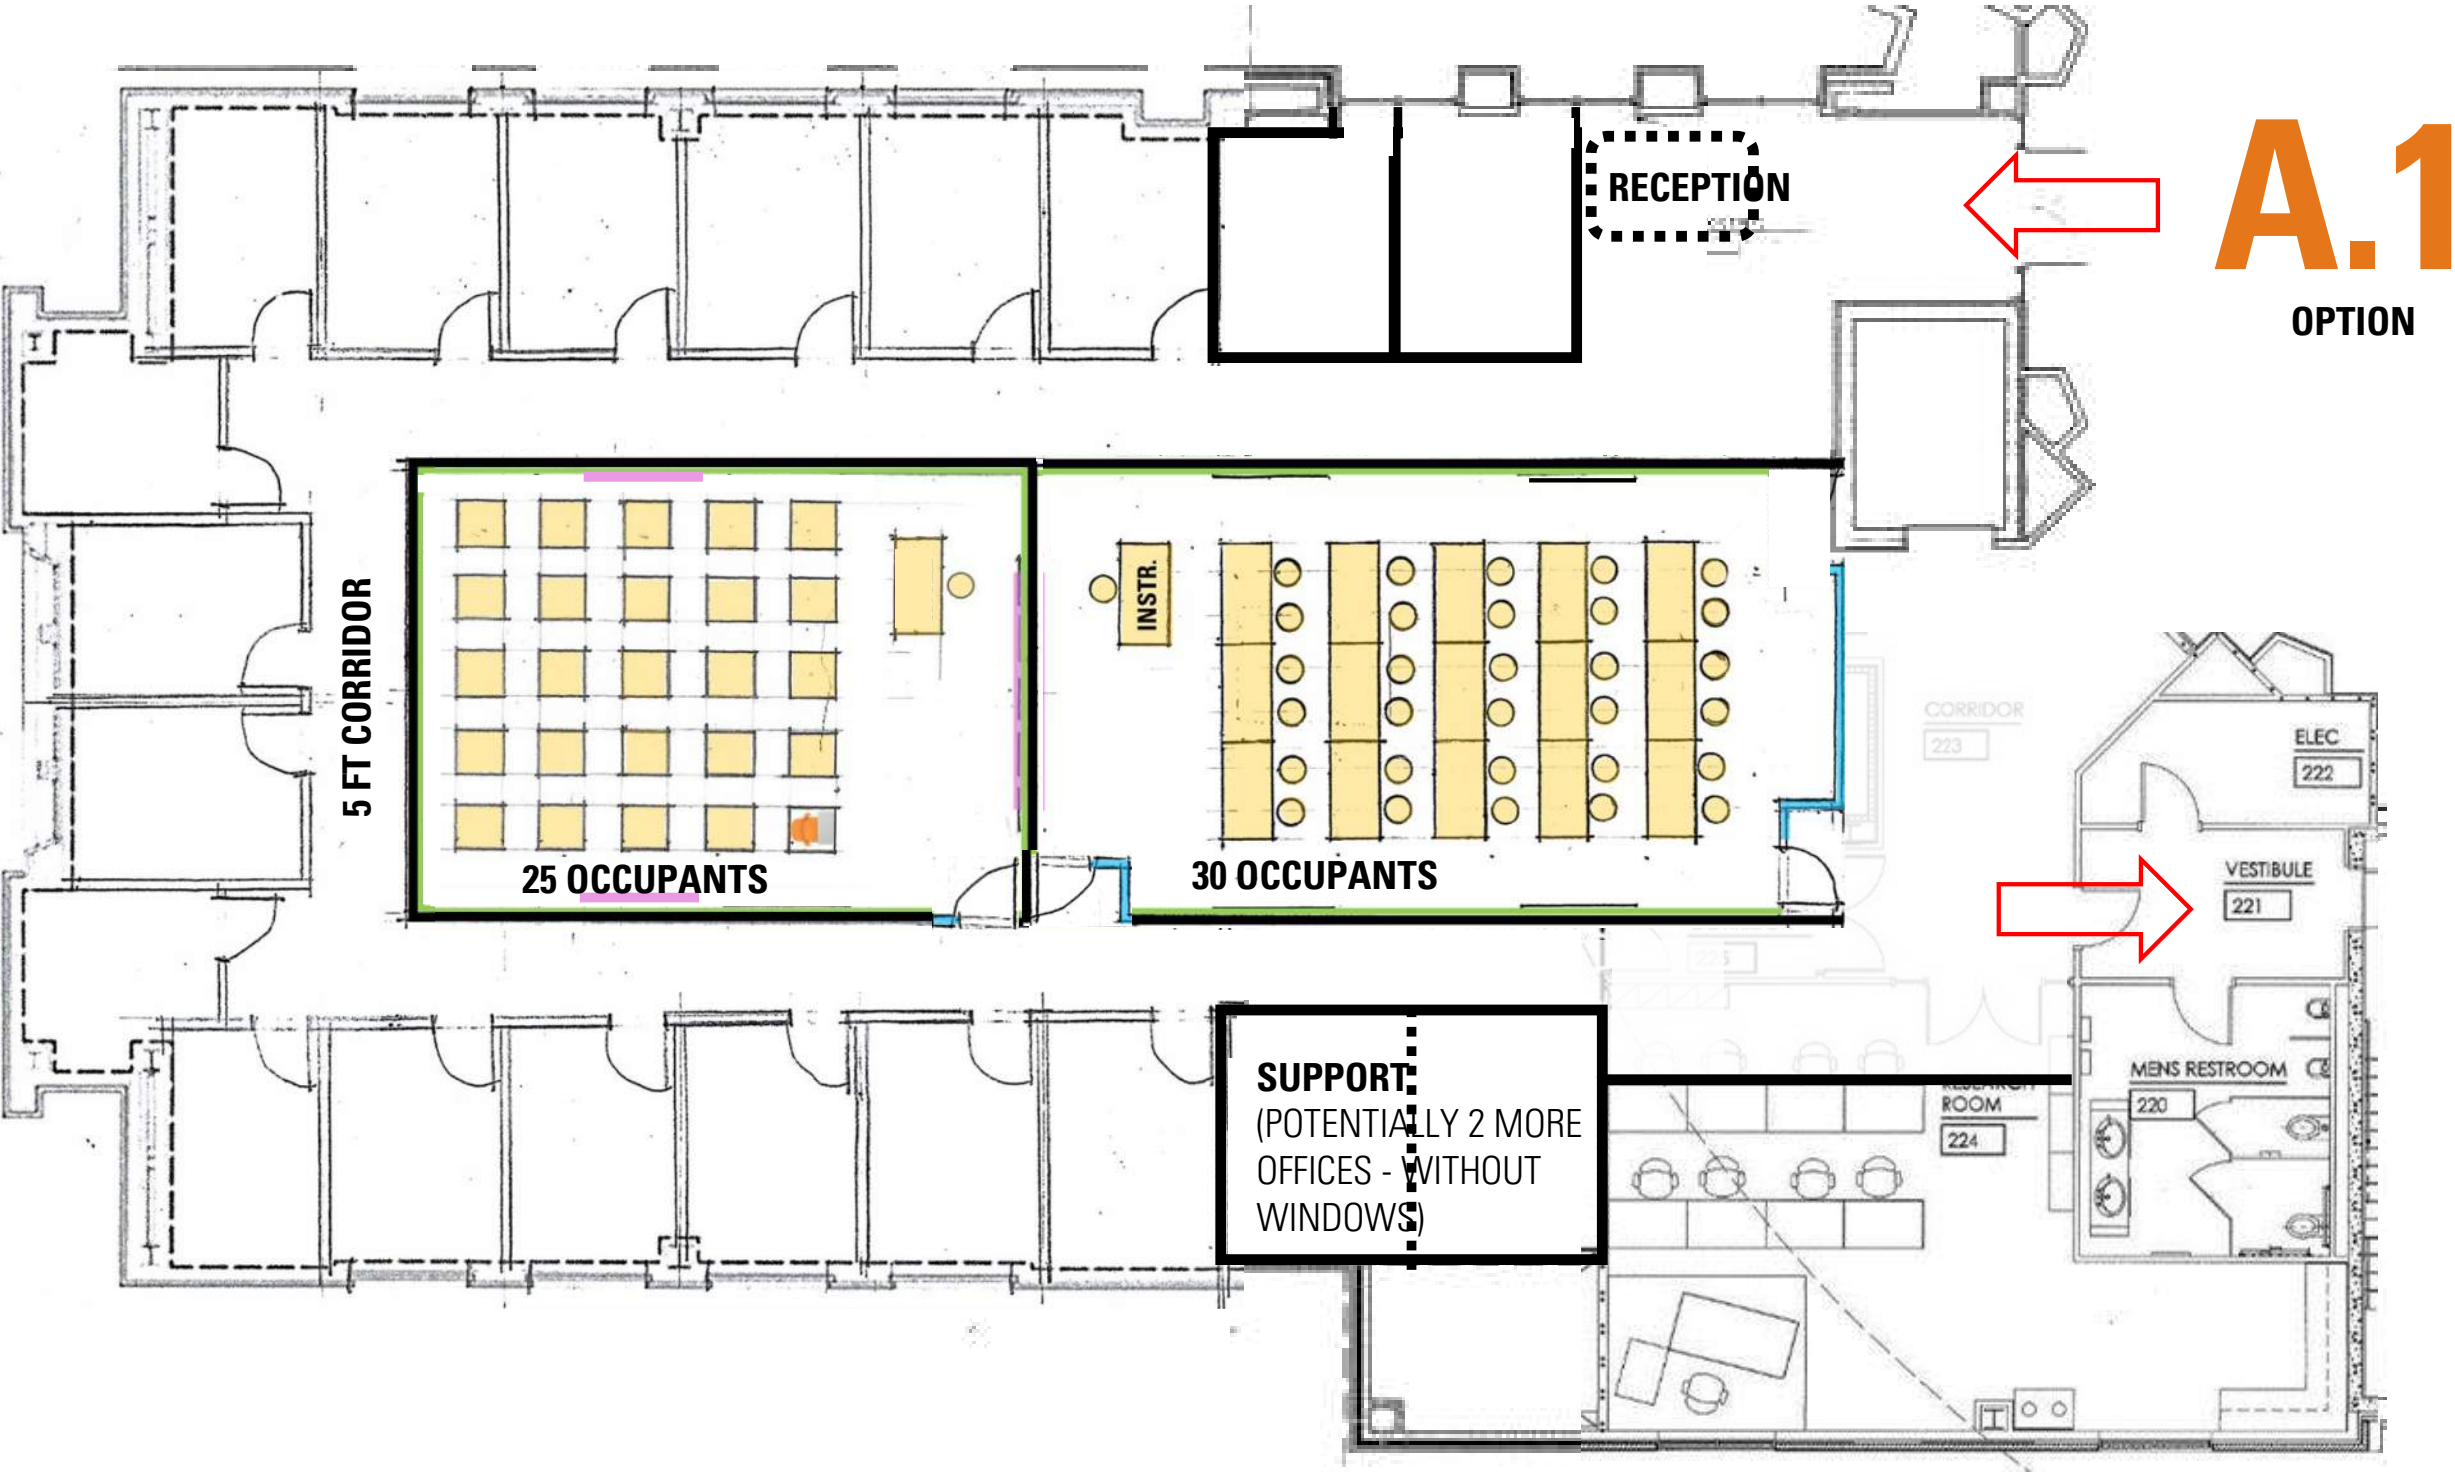 A.1
OPTION
RECEPTION
5 FT CORRIDOR
INSTR.
25 OCCUPANTS
30 OCCUPANTS
CORRIDOR
223
ELEC
222
VESTIBULE
221
SUPPORT
(POTENTIALLY 2 MORE
OFFICES - WITHOUT
WINDOWS)
RESEARCH
ROOM
224
MENS RESTROOM
220